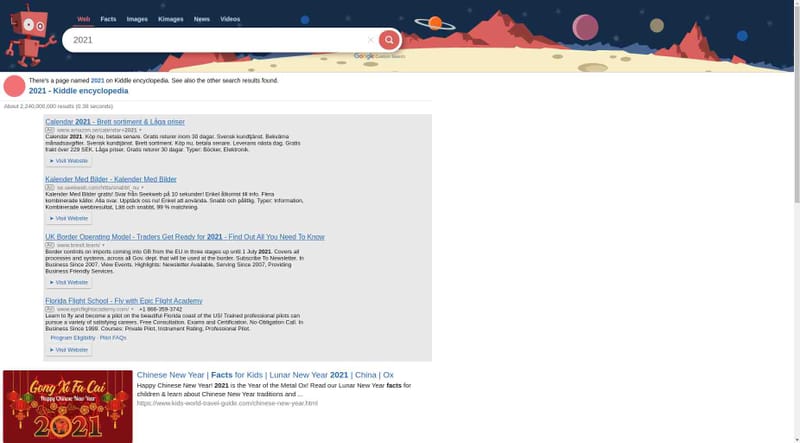 Web Facts Images Kimages News Videos
2021
Google Custom Search
There's a page named 2021 on Kiddle encyclopedia. See also the other search results found.
2021 - Kiddle encyclopedia
About 2,240,000,000 results (0.38 seconds)
Calendar 2021 - Brett sortiment & Låga priser
Ad www.amazon.se/calendar+2021
Calendar 2021. Köp nu, betala senare. Gratis returer inom 30 dagar. Svensk kundtjänst. Bekväma
månadsavgifter. Svensk kundtjänst. Brett sortiment. Köp nu, betala senare. Leverans nästa dag. Gratis
frakt över 229 SEK. Låga priser. Gratis returer 30 dagar. Typer: Böcker, Elektronik.
► Visit Website
Kalender Med Bilder - Kalender Med Bilder
Ad se.seekweb.com/hitta/snabbt_nu
Kalender Med Bilder gratis! Svar från Seekweb på 10 sekunder! Enkel åtkomst till info. Flera
kombinerade källor. Alla svar. Upptäck oss nu! Enkel att använda. Snabb och pålitlig. Typer: Information,
Kombinerade webbresultat, Lätt och snabbt, 99 % matchning.
► Visit Website
UK Border Operating Model - Traders Get Ready for 2021 - Find Out All You Need To Know
Ad www.brexit.team/
Border controls on imports coming into GB from the EU in three stages up until 1 July 2021. Covers all
processes and systems, across all Gov. dept. that will be used at the border. Subscribe To Newsletter. In
Business Since 2007. View Events. Highlights: Newsletter Available, Serving Since 2007, Providing
Business Friendly Services.
► Visit Website
Florida Flight School - Fly with Epic Flight Academy
Ad www.epicflightacademy.com/ +1 866-359-3742
Learn to fly and become a pilot on the beautiful Florida coast of the US! Trained professional pilots can
pursue a variety of satisfying careers. Free Consultation. Exams and Certification. No-Obligation Call. In
Business Since 1999. Courses: Private Pilot, Instrument Rating, Professional Pilot.
Program Eligibility · Pilot FAQs
► Visit Website
Gong Xi Fa Cai
Happy Chinese New Year
2021
Chinese New Year | Facts for Kids | Lunar New Year 2021 | China | Ox
Happy Chinese New Year! 2021 is the Year of the Metal Ox! Read our Lunar New Year facts for
children & learn about Chinese New Year traditions and ...
https://www.kids-world-travel-guide.com/chinese-new-year.html